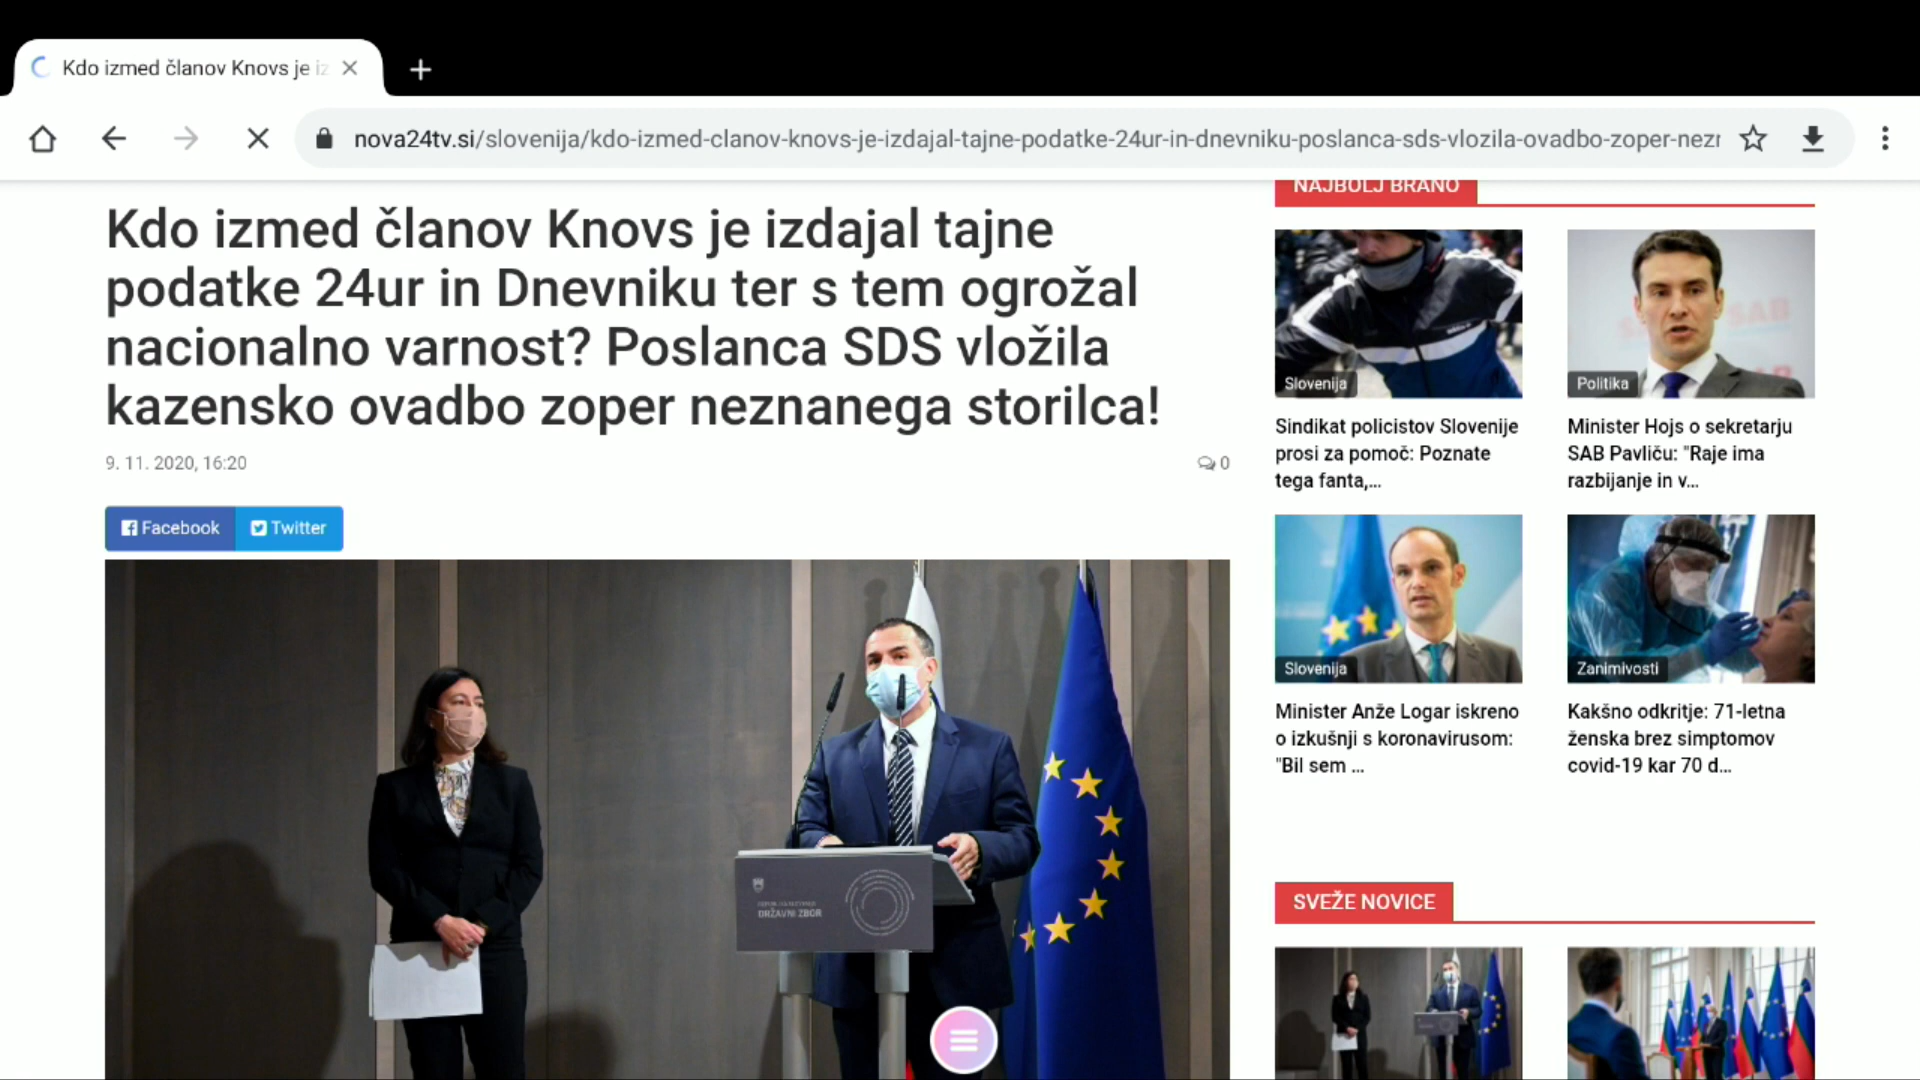 Kdo izmed članov Knovs je iz
nova24tv.si/slovenija/kdo-izmed-clanov-knovs-je-izdajal-tajne-podatke-24ur-in-dnevniku-poslanca-sds-vlozila-ovadbo-zoper-nezr
Kdo izmed članov Knovs je izdajal tajne
podatke 24ur in Dnevniku ter s tem ogrožal
nacionalno varnost? Poslanca SDS vložila
kazensko ovadbo zoper neznanega storilca!
9. 11. 2020, 16:20
0
Facebook
Twitter
DRŽAVNI ZBOR
NAJBOLJ BRANO
Slovenija
Sindikat policistov Slovenije
prosi za pomoč: Poznate
tega fanta,...
Politika
Minister Hojs o sekretarju
SAB Pavliču: "Raje ima
razbijanje in v...
Slovenija
Minister Anže Logar iskreno
o izkušnji s koronavirusom:
"Bil sem ...
Zanimivosti
Kakšno odkritje: 71-letna
ženska brez simptomov
covid-19 kar 70 d...
SVEŽE NOVICE